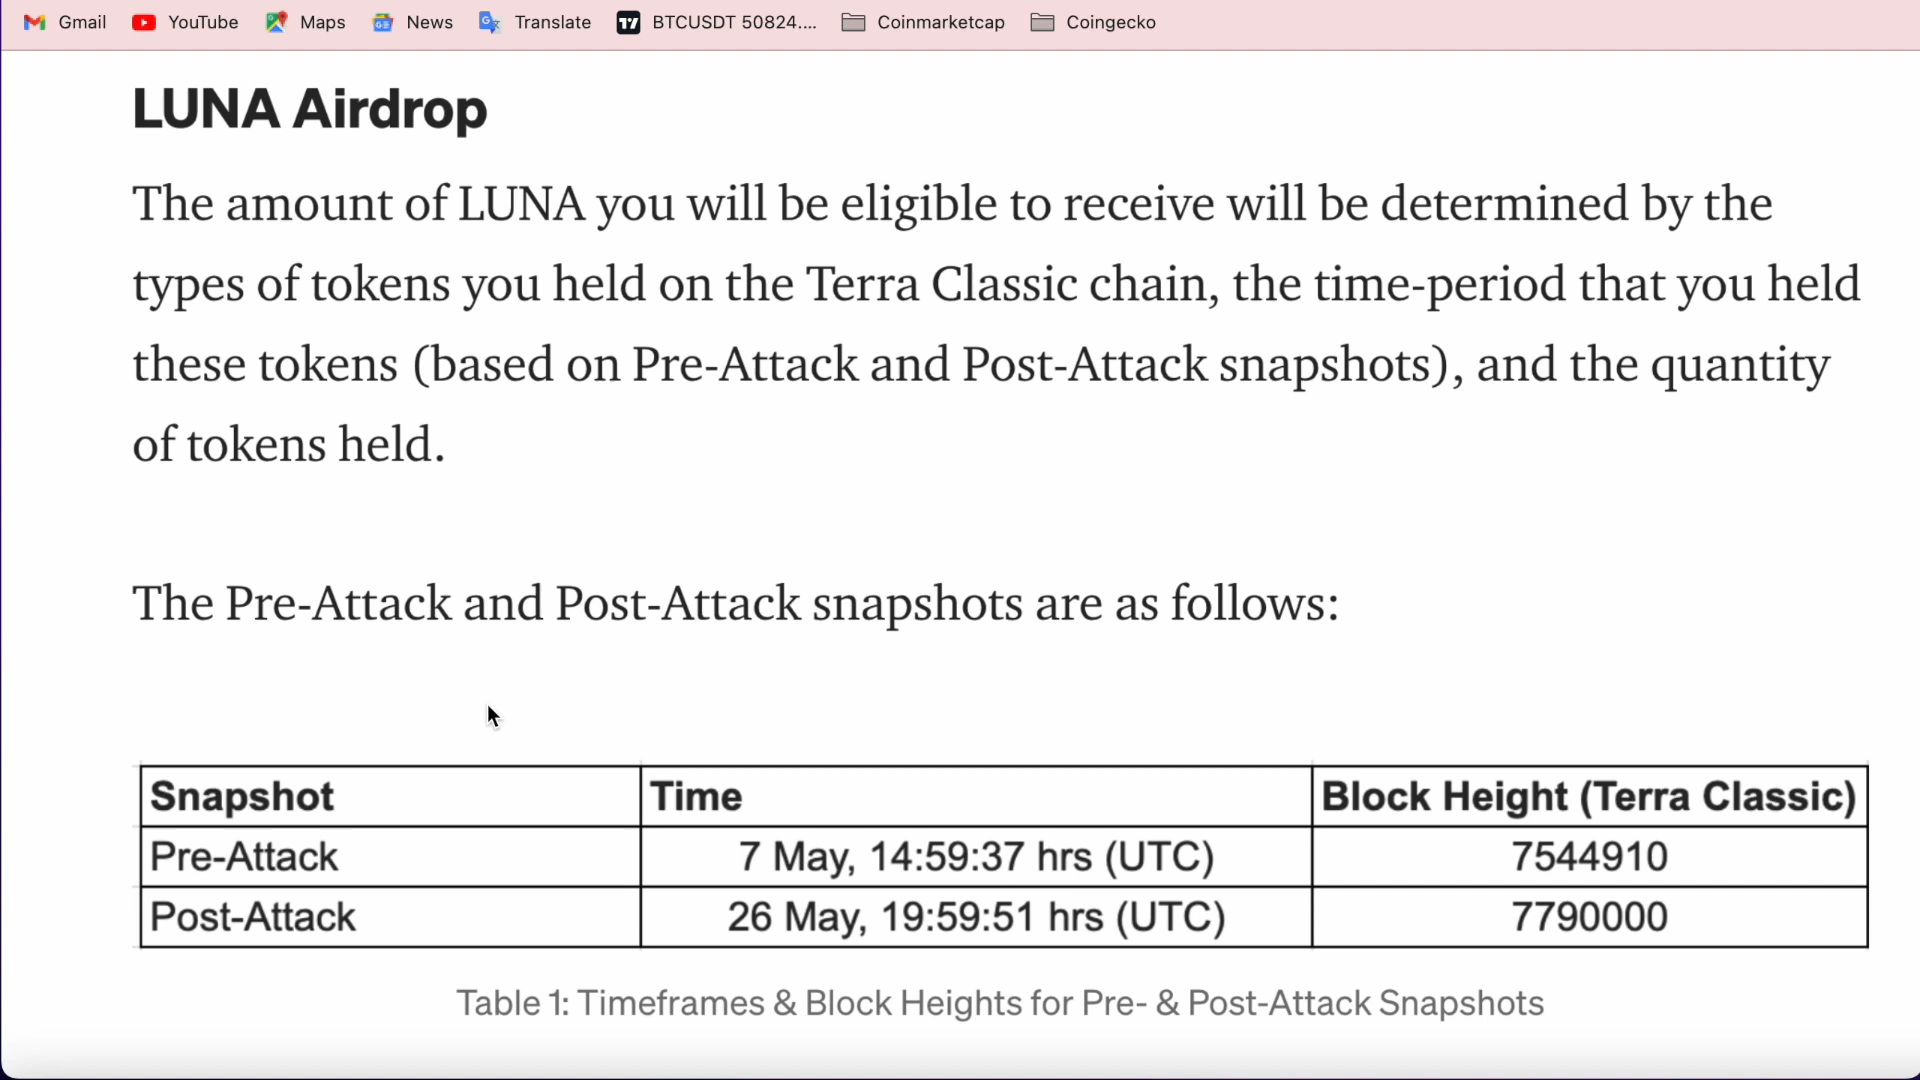 Gmail YouTube Maps News Translate BTCUSDT 50824.... Coinmarketcap Coingecko
LUNA Airdrop
The amount of LUNA you will be eligible to receive will be determined by the
types of tokens you held on the Terra Classic chain, the time-period that you held
these tokens (based on Pre-Attack and Post-Attack snapshots), and the quantity
of tokens held.
The Pre-Attack and Post-Attack snapshots are as follows:
Snapshot Time Block Height (Terra Classic)
Pre-Attack 7 May, 14:59:37 hrs (UTC) 7544910
Post-Attack 26 May, 19:59:51 hrs (UTC) 7790000
Table 1: Timeframes & Block Heights for Pre- & Post-Attack Snapshots